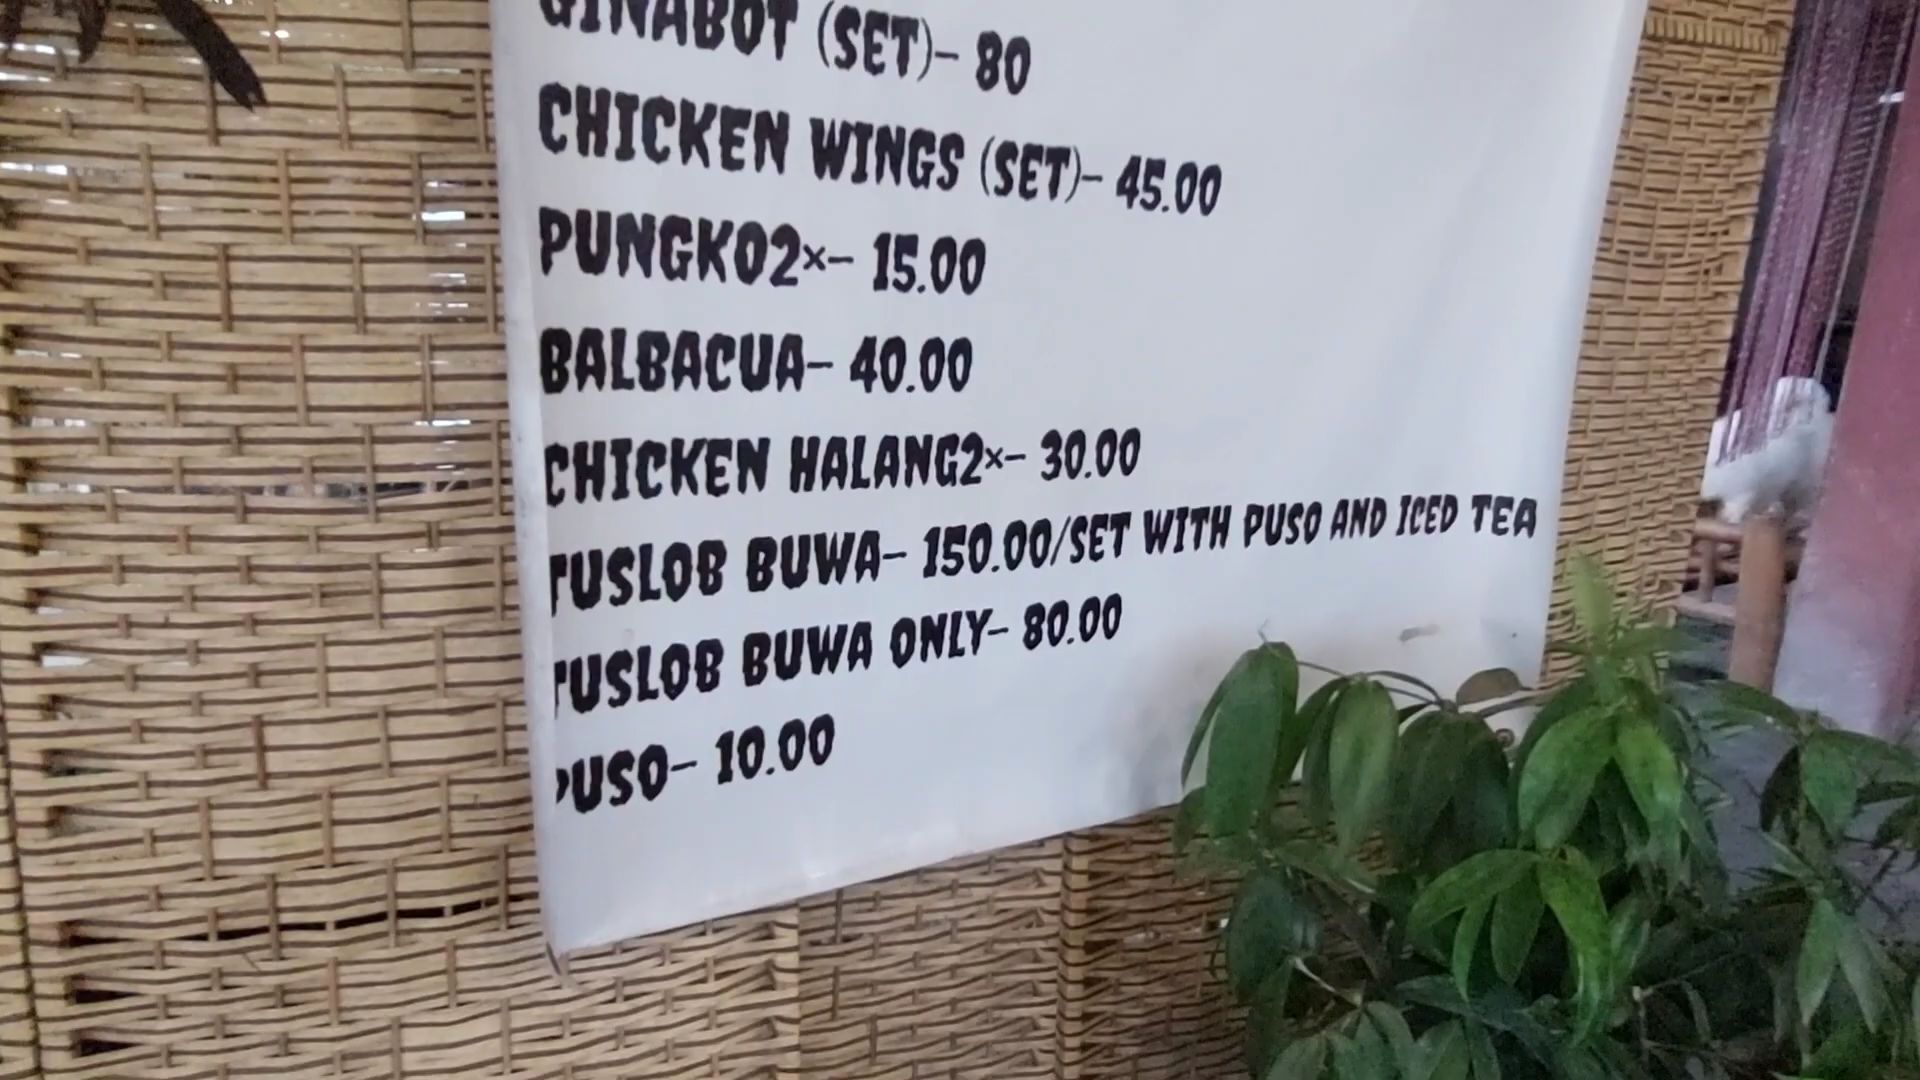 GINABOT (SET)- 80
CHICKEN WINGS (SET)- 45.00
PUNGKO2×- 15.00
BALBACUA- 40.00
CHICKEN HALANG2×- 30.00
TUSLOB BUWA- 150.00/SET WITH PUSO AND ICED TEA
TUSLOB BUWA ONLY- 80.00
PUSO- 10.00